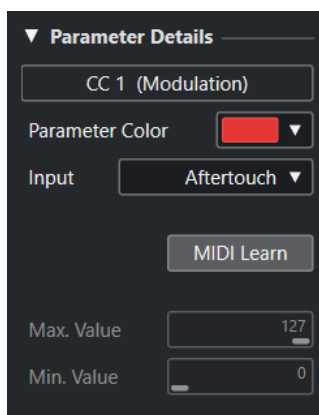 ▼ Parameter Details
CC 1 (Modulation)
Parameter Color
Input Aftertouch
MIDI Learn
Max. Value 127
Min. Value 0